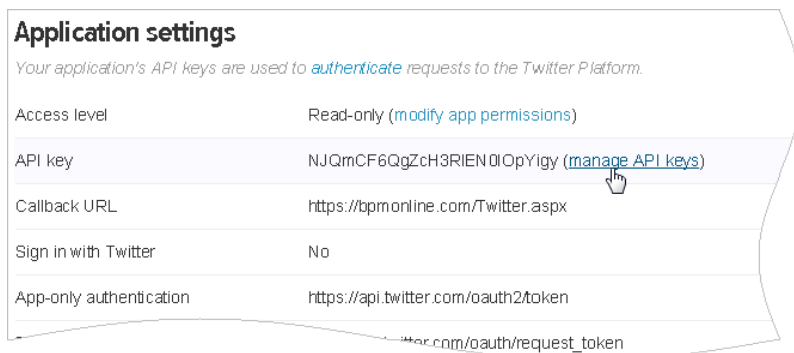 Application settings
Your application's API keys are used to authenticate requests to the Twitter Platform.
Access level Read-only (modify app permissions)
API key NJQmCF6QgZcH3RlEN0lOpYigy (manage API keys)
Callback URL https://bpmonline.com/Twitter.aspx
Sign in with Twitter No
App-only authentication https://api.twitter.com/oauth2/token
itter.com/oauth/request_token